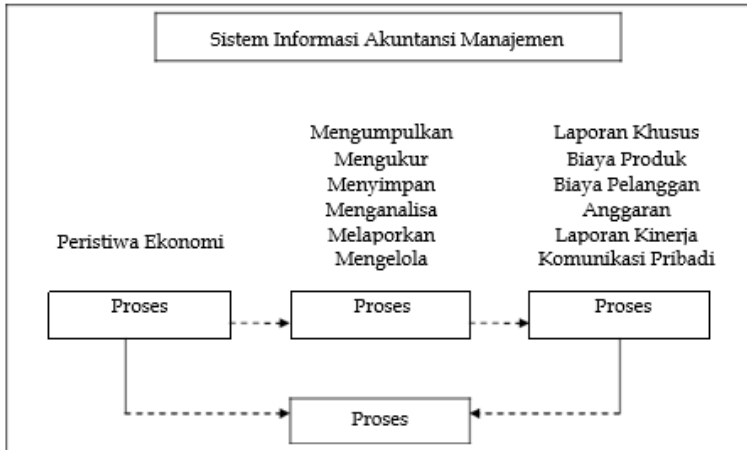 Sistem Informasi Akuntansi Manajemen
Peristiwa Ekonomi
Mengumpulkan
Mengukur
Menyimpan
Menganalisa
Melaporkan
Mengelola
Laporan Khusus
Biaya Produk
Biaya Pelanggan
Anggaran
Laporan Kinerja
Komunikasi Pribadi
Proses
Proses
Proses
Proses